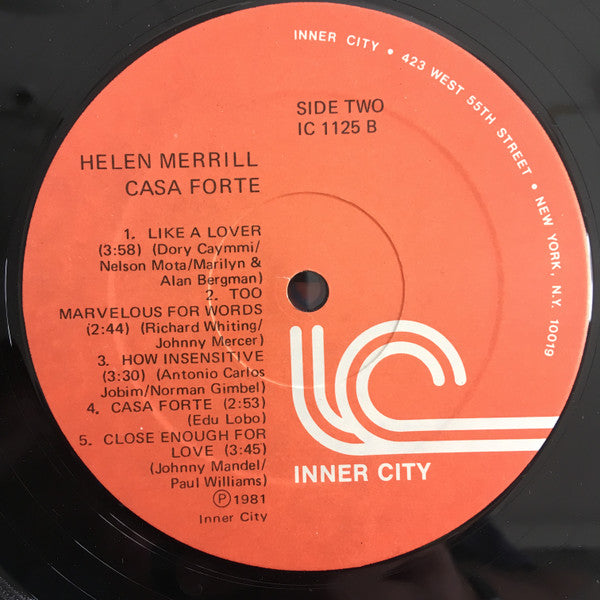 INNER CITY • 423 WEST 55TH STREET • NEW YORK, N.Y. 10019
SIDE TWO
IC 1125 B
HELEN MERRILL
CASA FORTE
1. LIKE A LOVER
(3:58) (Dory Caymmi/
Nelson Mota/Marilyn &
Alan Bergman)
2. TOO
MARVELOUS FOR WORDS
(2:44) (Richard Whiting/
Johnny Mercer)
3. HOW INSENSITIVE
(3:30) (Antonio Carlos
Jobim/Norman Gimbel)
4. CASA FORTE (2:53)
(Edu Lobo)
5. CLOSE ENOUGH FOR
LOVE (3:45)
(Johnny Mandel/
Paul Williams)
Ⓟ 1981
Inner City
IC
INNER CITY